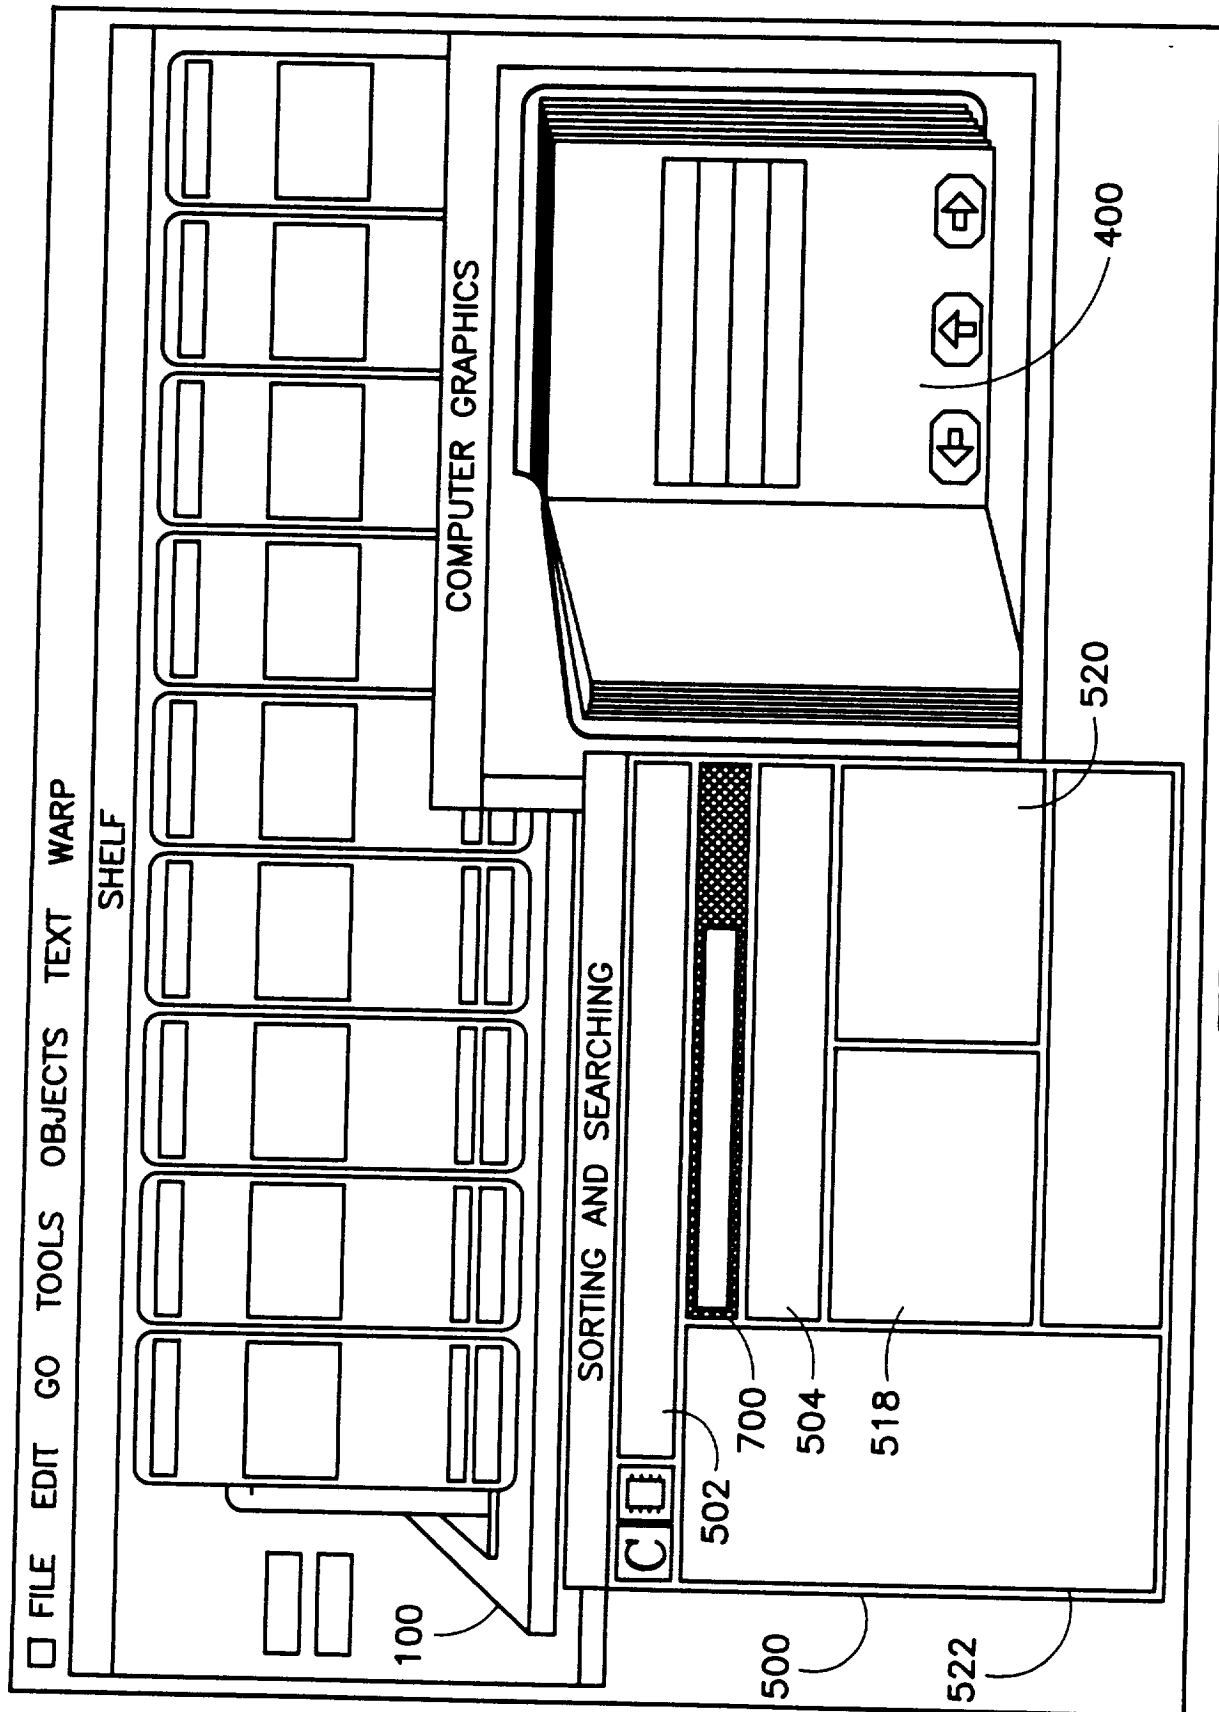 FILE EDIT GO TOOLS OBJECTS TEXT WARP
SHELF
COMPUTER GRAPHICS
SORTING AND SEARCHING
C
100
400
502
700
504
518
520
500
522